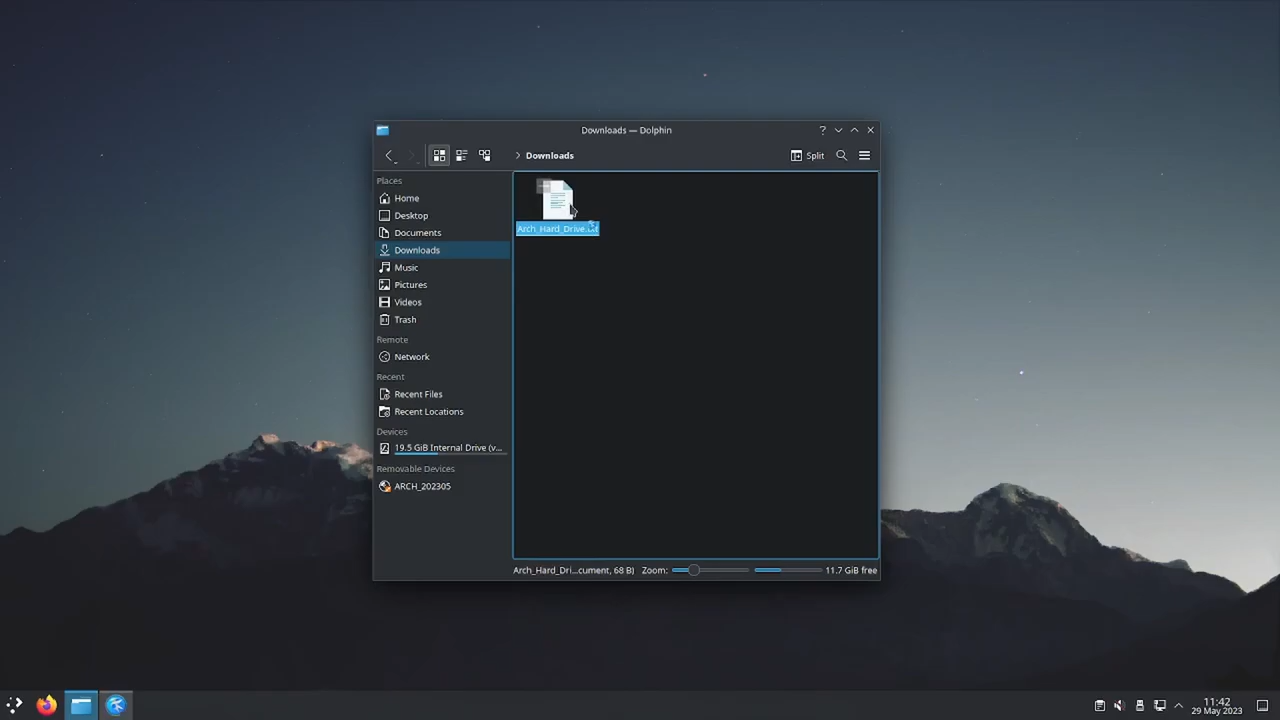 Downloads — Dolphin
Downloads
Split
Places
Home
Desktop
Documents
Downloads
Music
Pictures
Videos
Trash
Remote
Network
Recent
Recent Files
Recent Locations
Devices
19.5 GiB Internal Drive (v...
Removable Devices
ARCH_202305
Arch_Hard_Drive.txt
Arch_Hard_Dri...cument, 68 B)
Zoom:
11.7 GiB free
11:42
29 May 2023